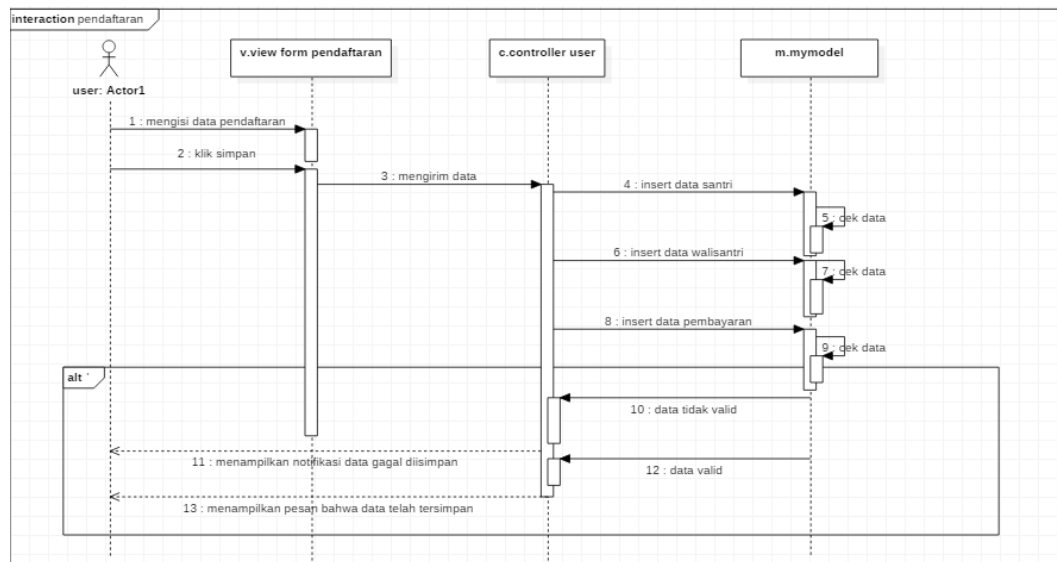 interaction pendaftaran
v.view form pendaftaran
c.controller user
m.mymodel
user: Actor1
1 : mengisi data pendaftaran
2 : klik simpan
3 : mengirim data
4 : insert data santri
5 : cek data
6 : insert data walisantri
7 : cek data
8 : insert data pembayaran
9 : cek data
alt `
10 : data tidak valid
11 : menampilkan notifikasi data gagal diisimpan
12 : data valid
13 : menampilkan pesan bahwa data telah tersimpan